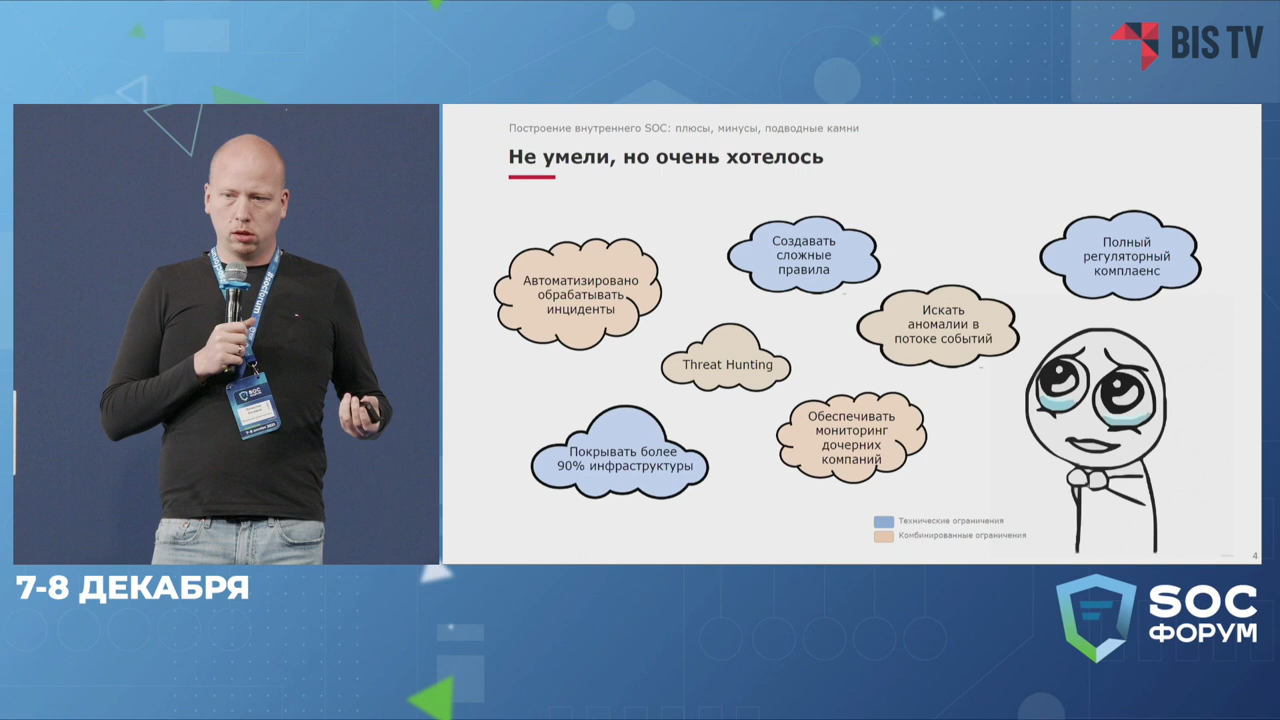 BIS TV
Построение внутреннего SOC: плюсы, минусы, подводные камни
Не умели, но очень хотелось
Автоматизировано
обрабатывать
инциденты
Создавать
сложные
правила
Полный
регуляторный
комплаенс
Искать
аномалии в
потоке событий
Threat Hunting
Покрывать более
90% инфраструктуры
Обеспечивать
мониторинг
дочерних
компаний
Технические ограничения
Комбинированные ограничения
4
#socforum
SOC
7-8 ДЕКАБРЯ
SOC
ФОРУМ